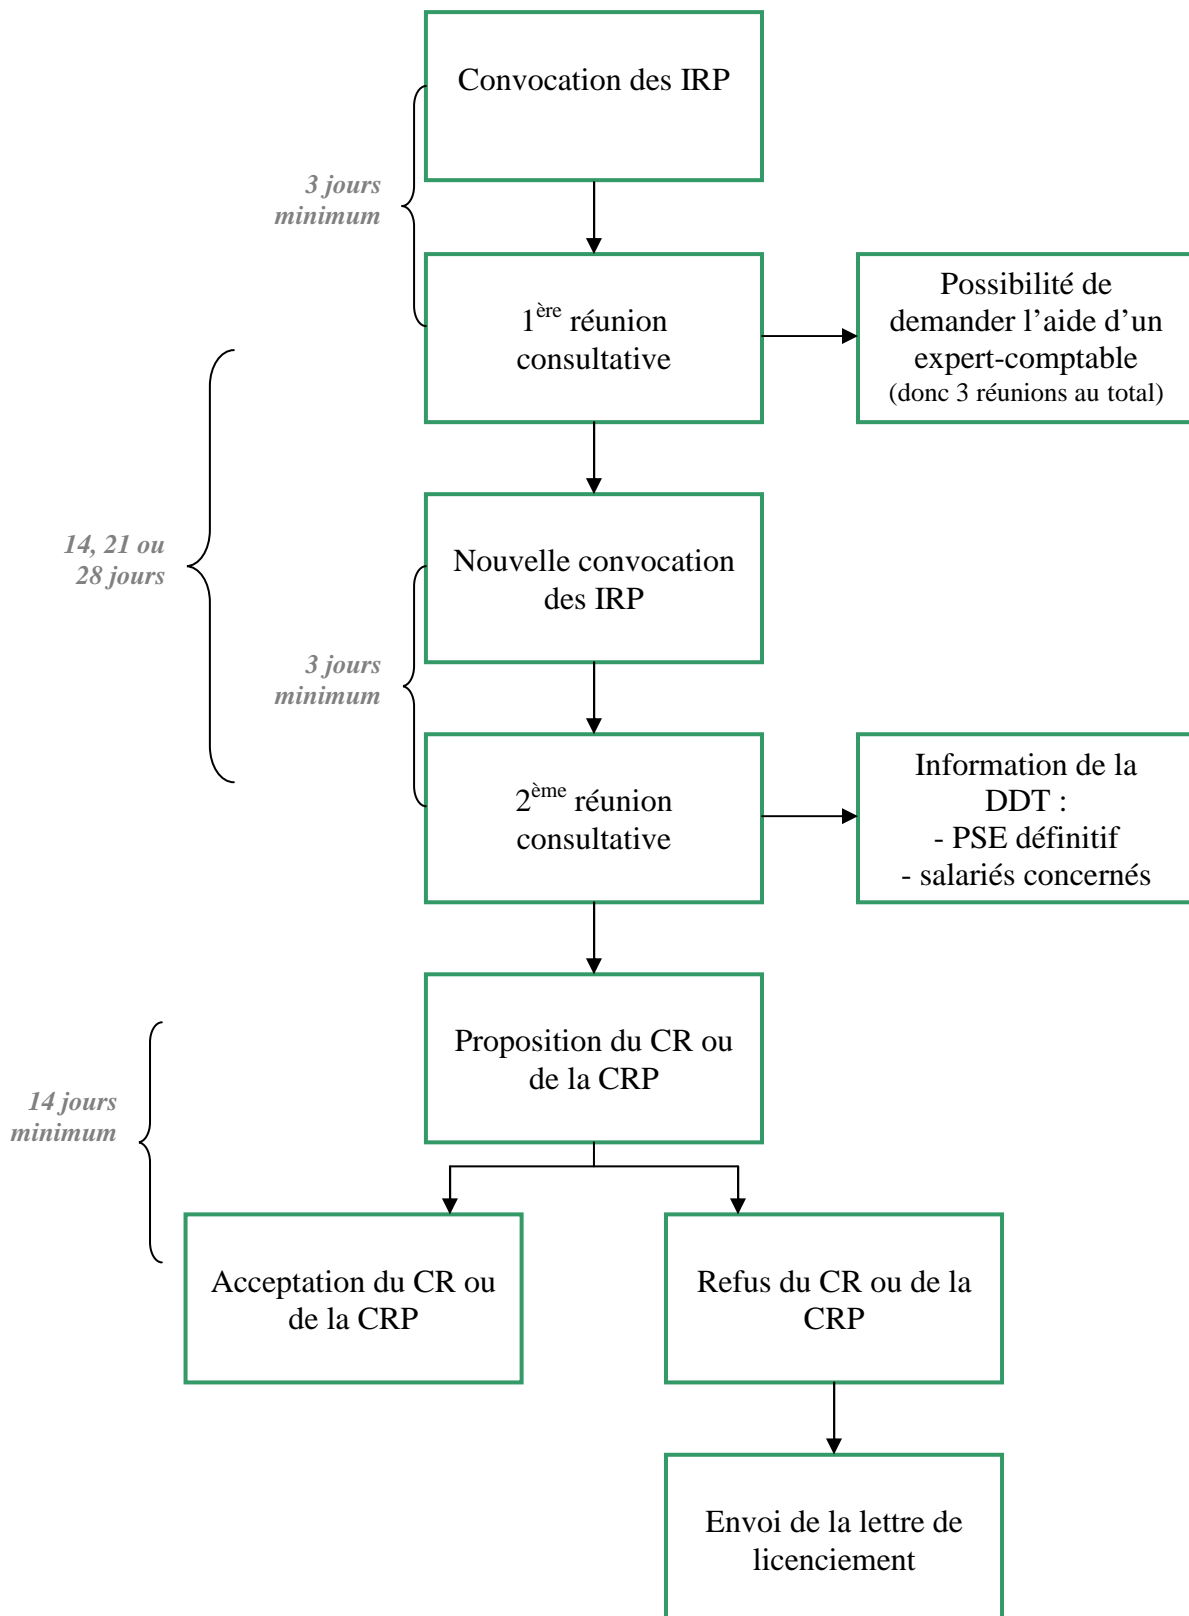 Convocation des IRP
3 jours
minimum
1ère réunion
consultative
Possibilité de
demander l’aide d’un
expert-comptable
(donc 3 réunions au total)
14, 21 ou
28 jours
Nouvelle convocation
des IRP
3 jours
minimum
2ème réunion
consultative
Information de la
DDT :
- PSE définitif
- salariés concernés
Proposition du CR ou
de la CRP
14 jours
minimum
Acceptation du CR ou
de la CRP
Refus du CR ou de la
CRP
Envoi de la lettre de
licenciement